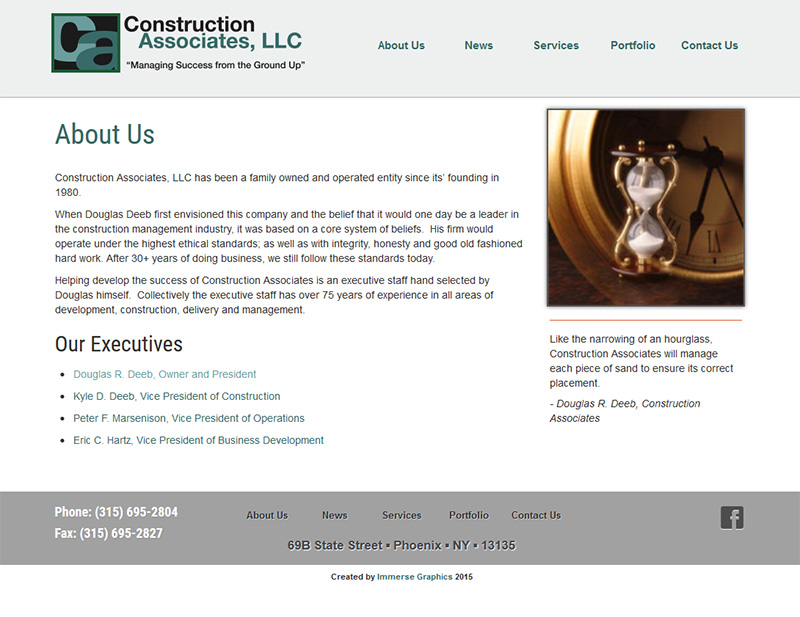 Ca Construction
Associates, LLC
“Managing Success from the Ground Up”
About Us News Services Portfolio Contact Us
About Us
Construction Associates, LLC has been a family owned and operated entity since its’ founding in
1980.
When Douglas Deeb first envisioned this company and the belief that it would one day be a leader in
the construction management industry, it was based on a core system of beliefs.  His firm would
operate under the highest ethical standards; as well as with integrity, honesty and good old fashioned
hard work. After 30+ years of doing business, we still follow these standards today.
Helping develop the success of Construction Associates is an executive staff hand selected by
Douglas himself.  Collectively the executive staff has over 75 years of experience in all areas of
development, construction, delivery and management.
Our Executives
• Douglas R. Deeb, Owner and President
• Kyle D. Deeb, Vice President of Construction
• Peter F. Marsenison, Vice President of Operations
• Eric C. Hartz, Vice President of Business Development
Like the narrowing of an hourglass,
Construction Associates will manage
each piece of sand to ensure its correct
placement.
- Douglas R. Deeb, Construction
Associates
Phone: (315) 695-2804
Fax: (315) 695-2827
About Us News Services Portfolio Contact Us
69B State Street ▪ Phoenix ▪ NY ▪ 13135
f
Created by Immerse Graphics 2015